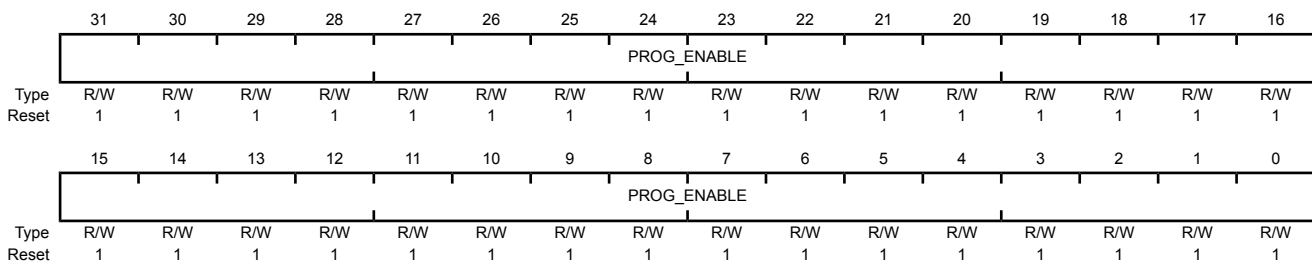 31 30 29 28 27 26 25 24 23 22 21 20 19 18 17 16
PROG_ENABLE
Type R/W R/W R/W R/W R/W R/W R/W R/W R/W R/W R/W R/W R/W R/W R/W R/W
Reset 1 1 1 1 1 1 1 1 1 1 1 1 1 1 1 1
15 14 13 12 11 10 9 8 7 6 5 4 3 2 1 0
PROG_ENABLE
Type R/W R/W R/W R/W R/W R/W R/W R/W R/W R/W R/W R/W R/W R/W R/W R/W
Reset 1 1 1 1 1 1 1 1 1 1 1 1 1 1 1 1